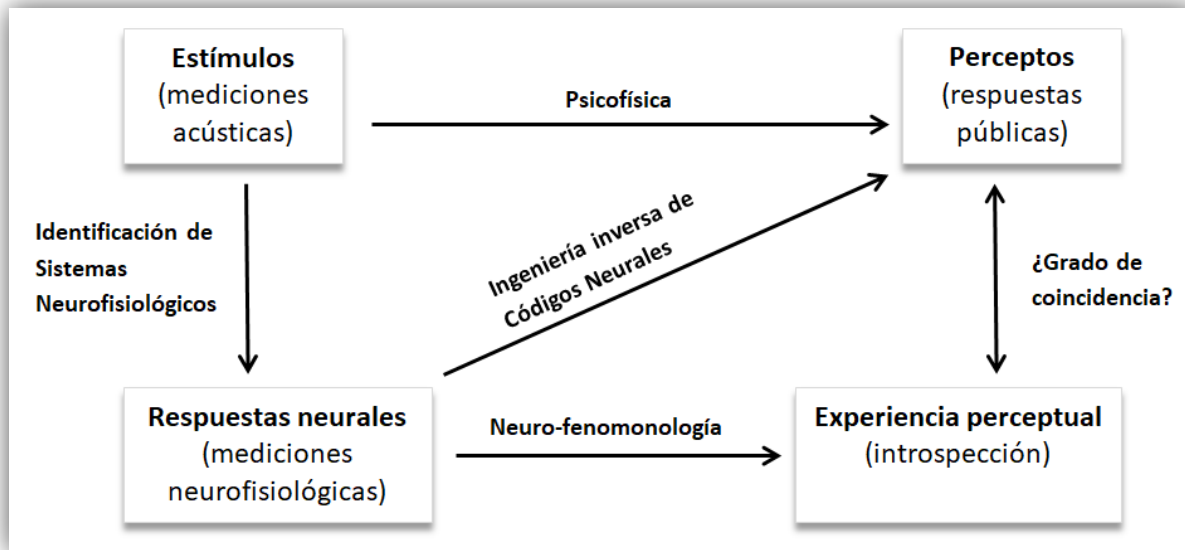 Estímulos
(mediciones
acústicas)
Psicofísica
Perceptos
(respuestas
públicas)
Identificación de
Sistemas
Neurofisiológicos
Ingeniería inversa de
Códigos Neurales
¿Grado de
coincidencia?
Respuestas neurales
(mediciones
neurofisiológicas)
Neuro-fenomonología
Experiencia perceptual
(introspección)